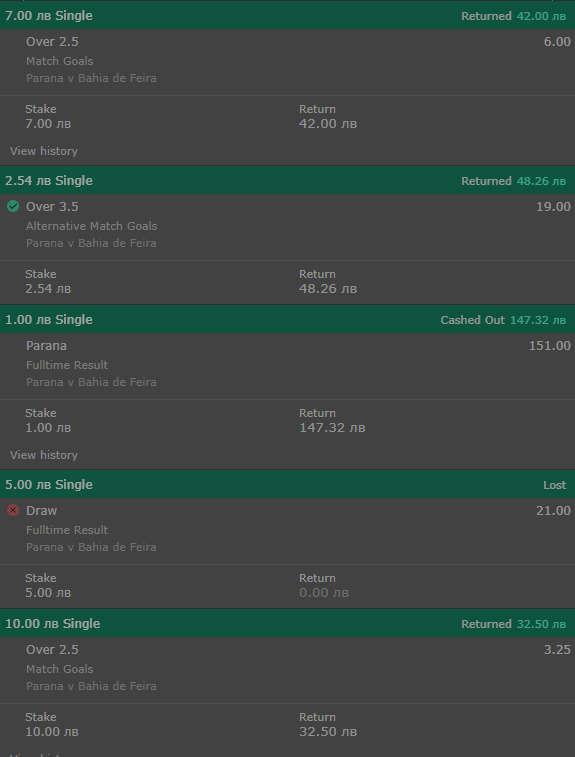 7.00 лв Single Returned 42.00 лв
Over 2.5 6.00
Match Goals
Parana v Bahia de Feira
Stake Return
7.00 лв 42.00 лв
View history
2.54 лв Single Returned 48.26 лв
Over 3.5 19.00
Alternative Match Goals
Parana v Bahia de Feira
Stake Return
2.54 лв 48.26 лв
1.00 лв Single Cashed Out 147.32 лв
Parana 151.00
Fulltime Result
Parana v Bahia de Feira
Stake Return
1.00 лв 147.32 лв
View history
5.00 лв Single Lost
Draw 21.00
Fulltime Result
Parana v Bahia de Feira
Stake Return
5.00 лв 0.00 лв
10.00 лв Single Returned 32.50 лв
Over 2.5 3.25
Match Goals
Parana v Bahia de Feira
Stake Return
10.00 лв 32.50 лв